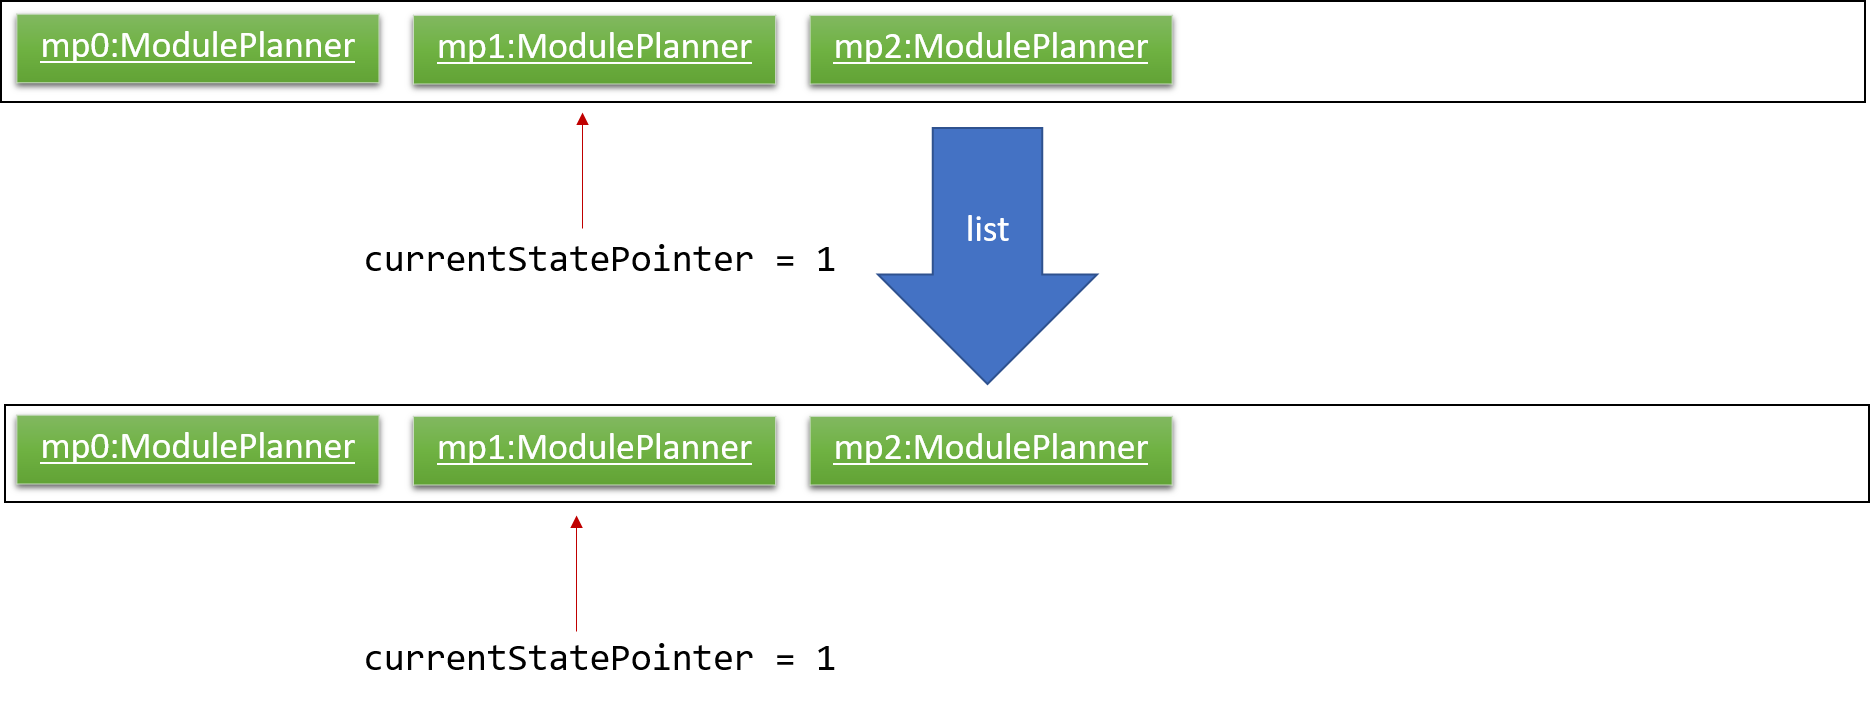 mp0:ModulePlanner mp1:ModulePlanner mp2:ModulePlanner
list
currentStatePointer = 1
mp0:ModulePlanner mp1:ModulePlanner mp2:ModulePlanner
currentStatePointer = 1